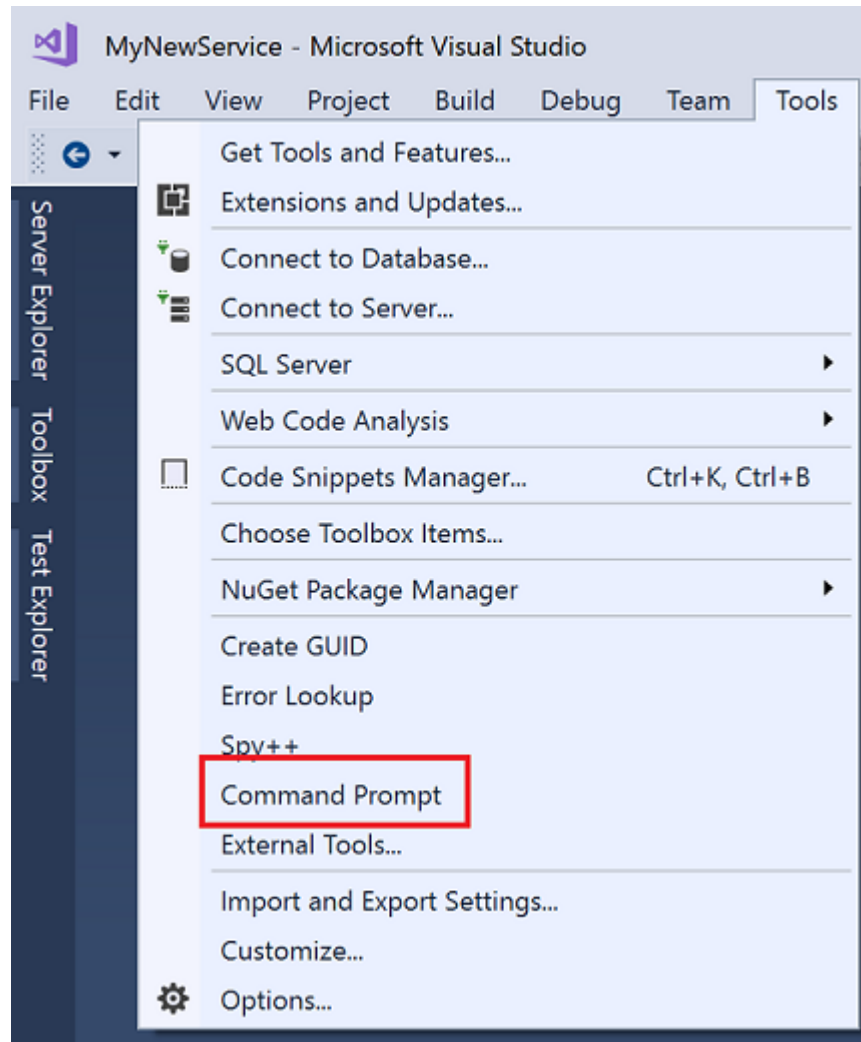 MyNewService - Microsoft Visual Studio
File Edit View Project Build Debug Team Tools
Get Tools and Features...
Extensions and Updates...
Connect to Database...
Connect to Server...
SQL Server
Web Code Analysis
Code Snippets Manager... Ctrl+K, Ctrl+B
Choose Toolbox Items...
NuGet Package Manager
Create GUID
Error Lookup
Spy++
Command Prompt
External Tools...
Import and Export Settings...
Customize...
Options...
Server Explorer
Toolbox
Test Explorer